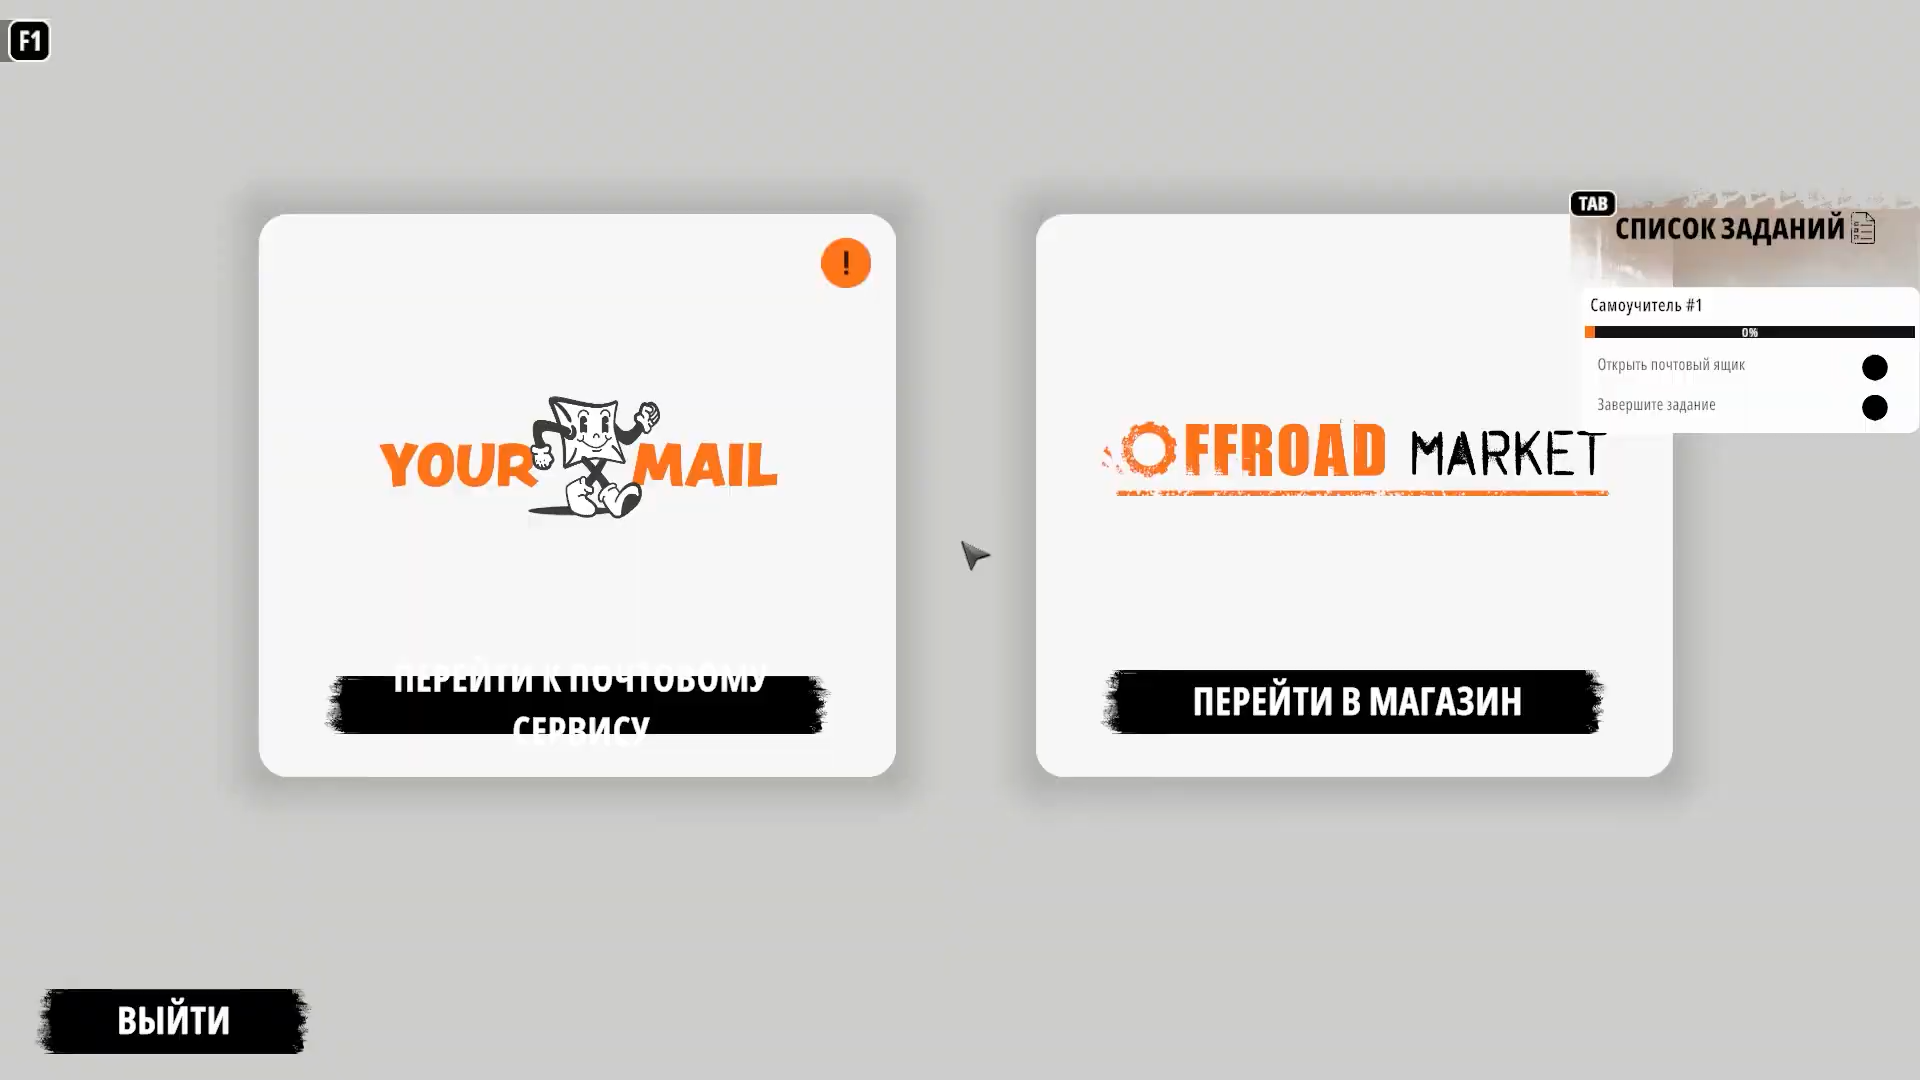 F1
!
YOUR MAIL
ПЕРЕЙТИ К ПОЧТОВОМУ
СЕРВИСУ
OFFROAD MARKET
ПЕРЕЙТИ В МАГАЗИН
TAB
СПИСОК ЗАДАНИЙ
Самоучитель #1
0%
Открыть почтовый ящик
Завершите задание
ВЫЙТИ